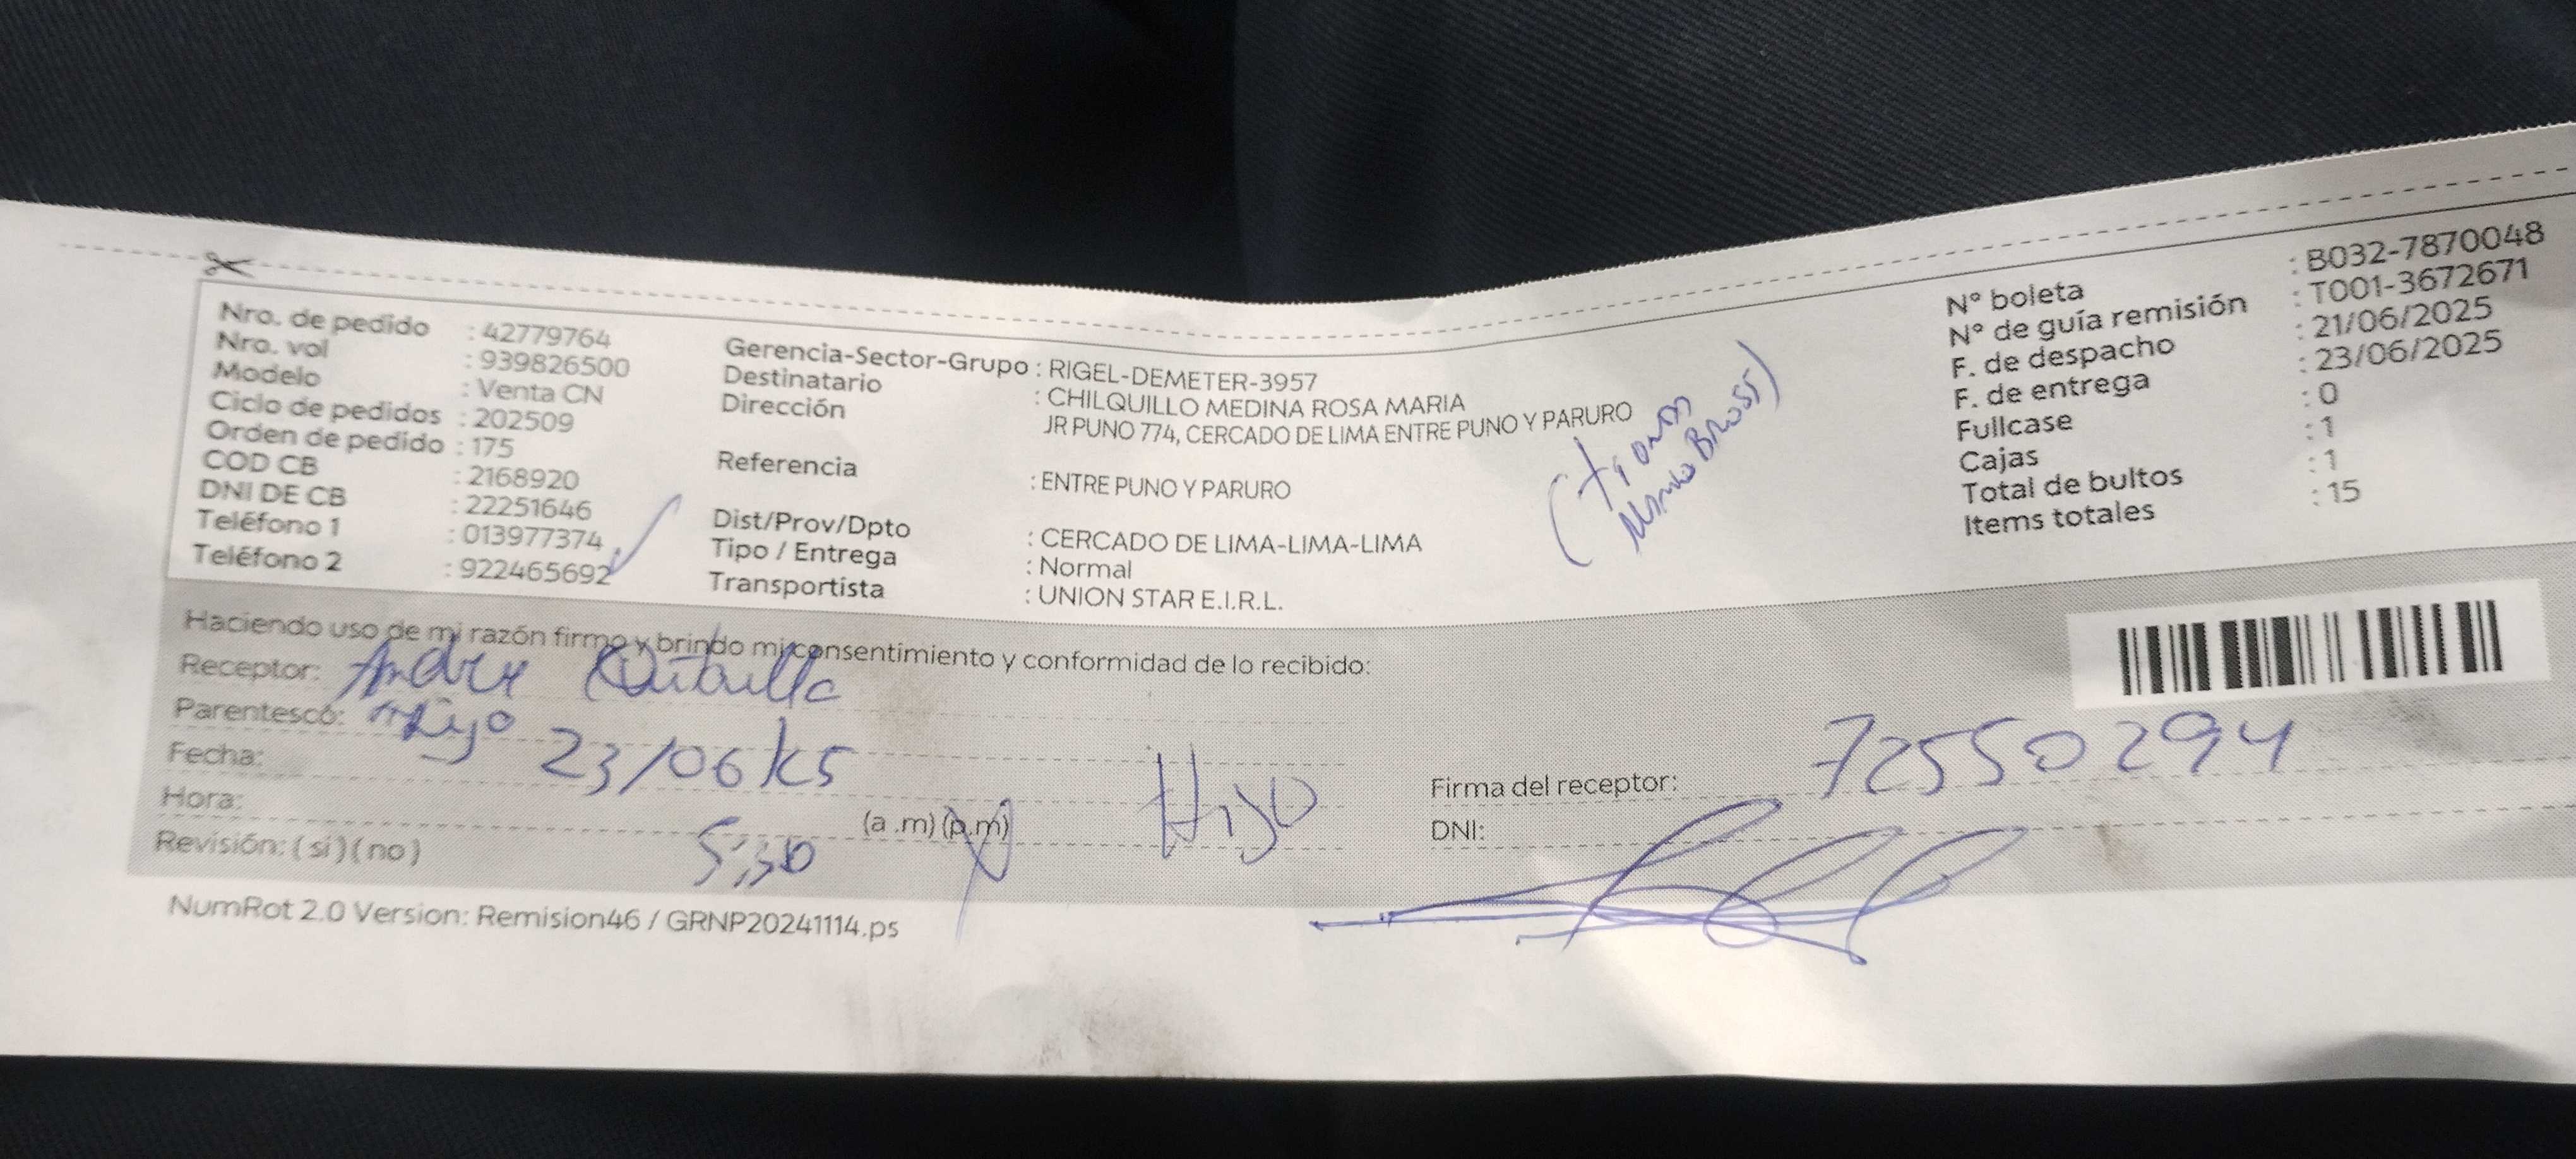 Nro. de pedido : 42779764
Nro. vol : 939826500
Modelo : Venta CN
Ciclo de pedidos : 202509
Orden de pedido : 175
COD CB : 2168920
DNI DE CB : 22251646
Teléfono 1 : 013977374
Teléfono 2 : 922465692
Gerencia-Sector-Grupo : RIGEL-DEMETER-3957
Destinatario : CHILQUILLO MEDINA ROSA MARIA
Dirección JR PUNO 774, CERCADO DE LIMA ENTRE PUNO Y PARURO
Referencia : ENTRE PUNO Y PARURO
Dist/Prov/Dpto : CERCADO DE LIMA-LIMA-LIMA
Tipo / Entrega : Normal
Transportista : UNION STAR E.I.R.L.
N° boleta : B032-7870048
N° de guía remisión : T001-3672671
F. de despacho : 21/06/2025
F. de entrega : 23/06/2025
Fullcase : 0
Cajas : 1
Total de bultos : 1
Items totales : 15
Haciendo uso de mi razón firmo y brindo mi consentimiento y conformidad de lo recibido:
Receptor:
Parentesco: Hijo
Fecha: 23/06
Hora: 5:30 (a .m) (p.m)
Revisión: ( si ) ( no )
Hijo
72550294
Firma del receptor:
DNI:
NumRot 2.0 Version: Remision46 / GRNP20241114.ps